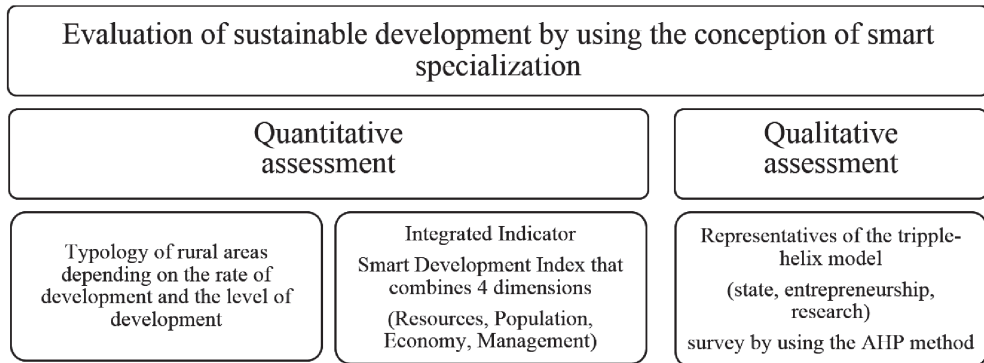 Evaluation of sustainable development by using the conception of smart
specialization
Quantitative
assessment
Qualitative
assessment
Typology of rural areas
depending on the rate of
development and the level of
development
Integrated Indicator
Smart Development Index that
combines 4 dimensions
(Resources, Population,
Economy, Management)
Representatives of the tripple-
helix model
(state, entrepreneurship,
research)
survey by using the AHP method